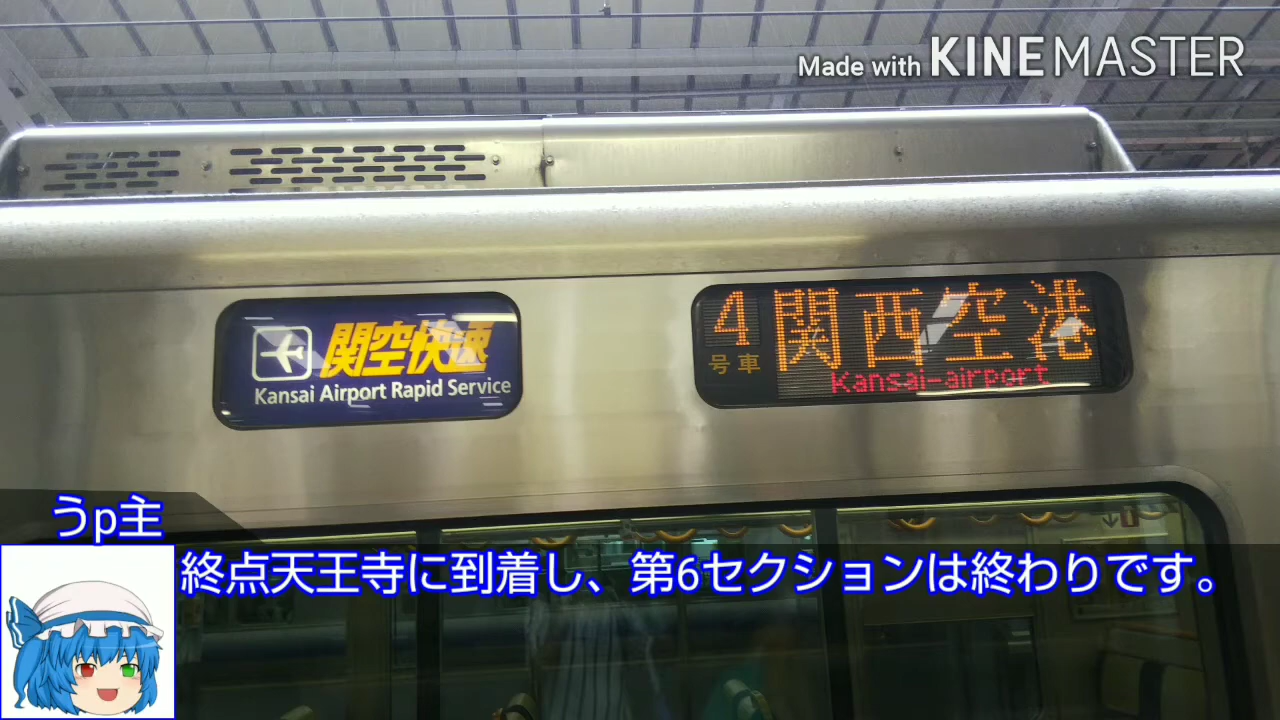 Made with KINEMASTER
関空快速
Kansai Airport Rapid Service
4号車
関西空港
Kansai-airport
うp主
終点天王寺に到着し、第6セクションは終わりです。